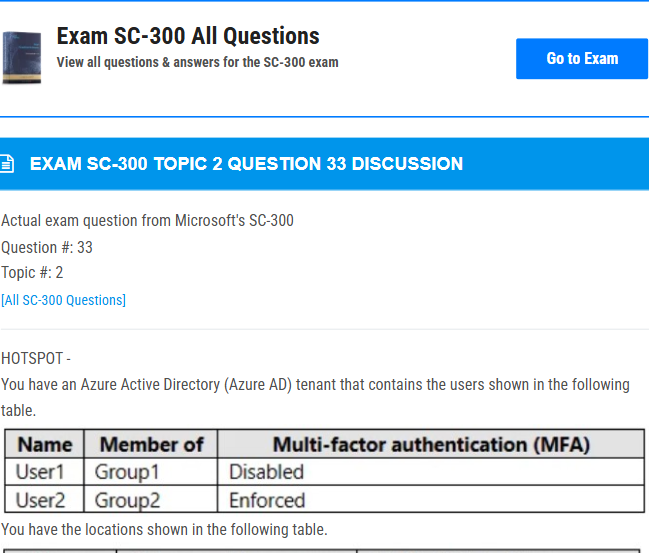 Exam SC-300 All Questions
View all questions & answers for the SC-300 exam
Go to Exam
EXAM SC-300 TOPIC 2 QUESTION 33 DISCUSSION
Actual exam question from Microsoft's SC-300
Question #: 33
Topic #: 2
[All SC-300 Questions]
HOTSPOT -
You have an Azure Active Directory (Azure AD) tenant that contains the users shown in the following
table.
Name Member of Multi-factor authentication (MFA)
User1 Group1 Disabled
User2 Group2 Enforced
You have the locations shown in the following table.